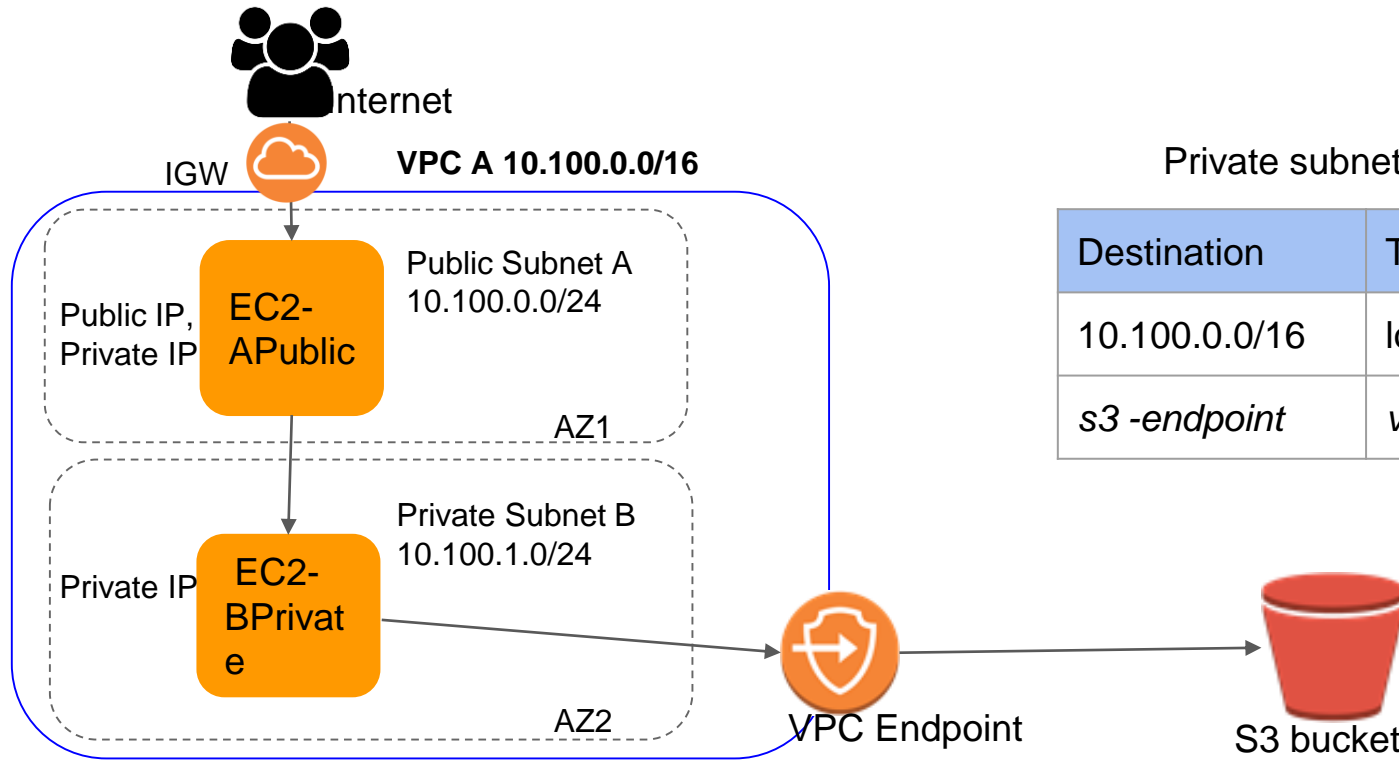 nternet
IGW
VPC A 10.100.0.0/16
Public Subnet A
10.100.0.0/24
Public IP,
Private IP
EC2-
APublic
AZ1
Private Subnet B
10.100.1.0/24
Private IP
EC2-
BPrivat
e
AZ2
VPC Endpoint
S3 bucket
Private subnet
Destination
10.100.0.0/16
s3 -endpoint